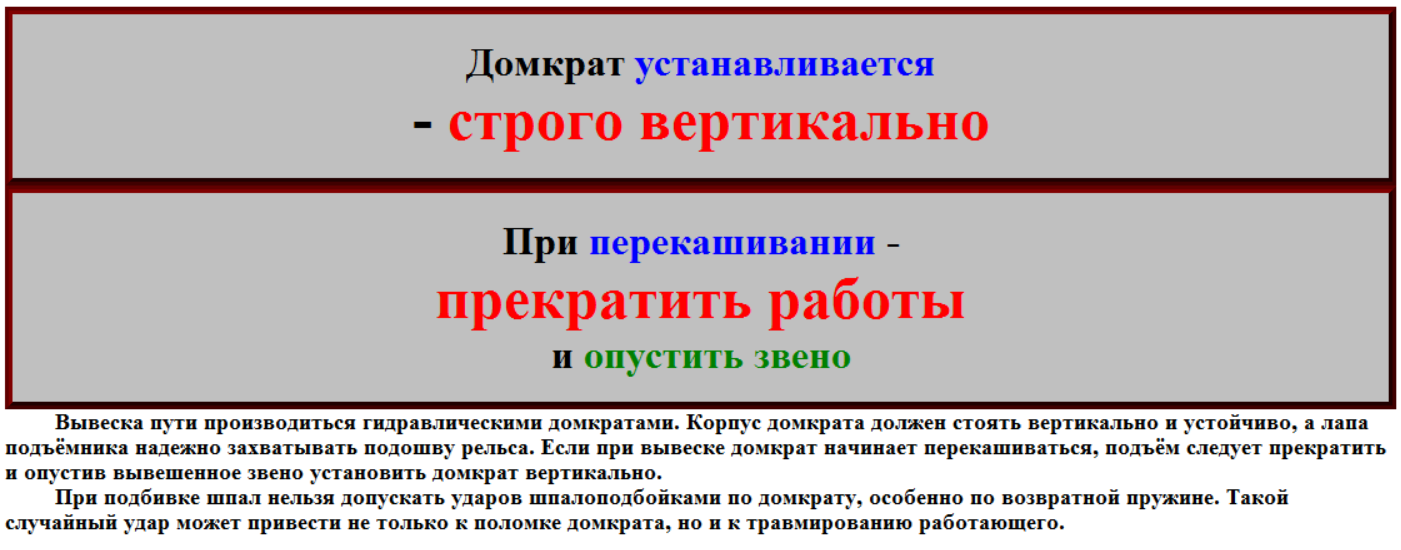 Домкрат устанавливается
- строго вертикально
При перекашивании -
прекратить работы
и опустить звено
Вывеска пути производиться гидравлическими домкратами. Корпус домкрата должен стоять вертикально и устойчиво, а лапа
подъёмника надежно захватывать подошву рельса. Если при вывеске домкрат начинает перекашиваться, подъём следует прекратить
и опустив вывешенное звено установить домкрат вертикально.
При подбивке шпал нельзя допускать ударов шпалоподбойками по домкрату, особенно по возвратной пружине. Такой
случайный удар может привести не только к поломке домкрата, но и к травмированию работающего.